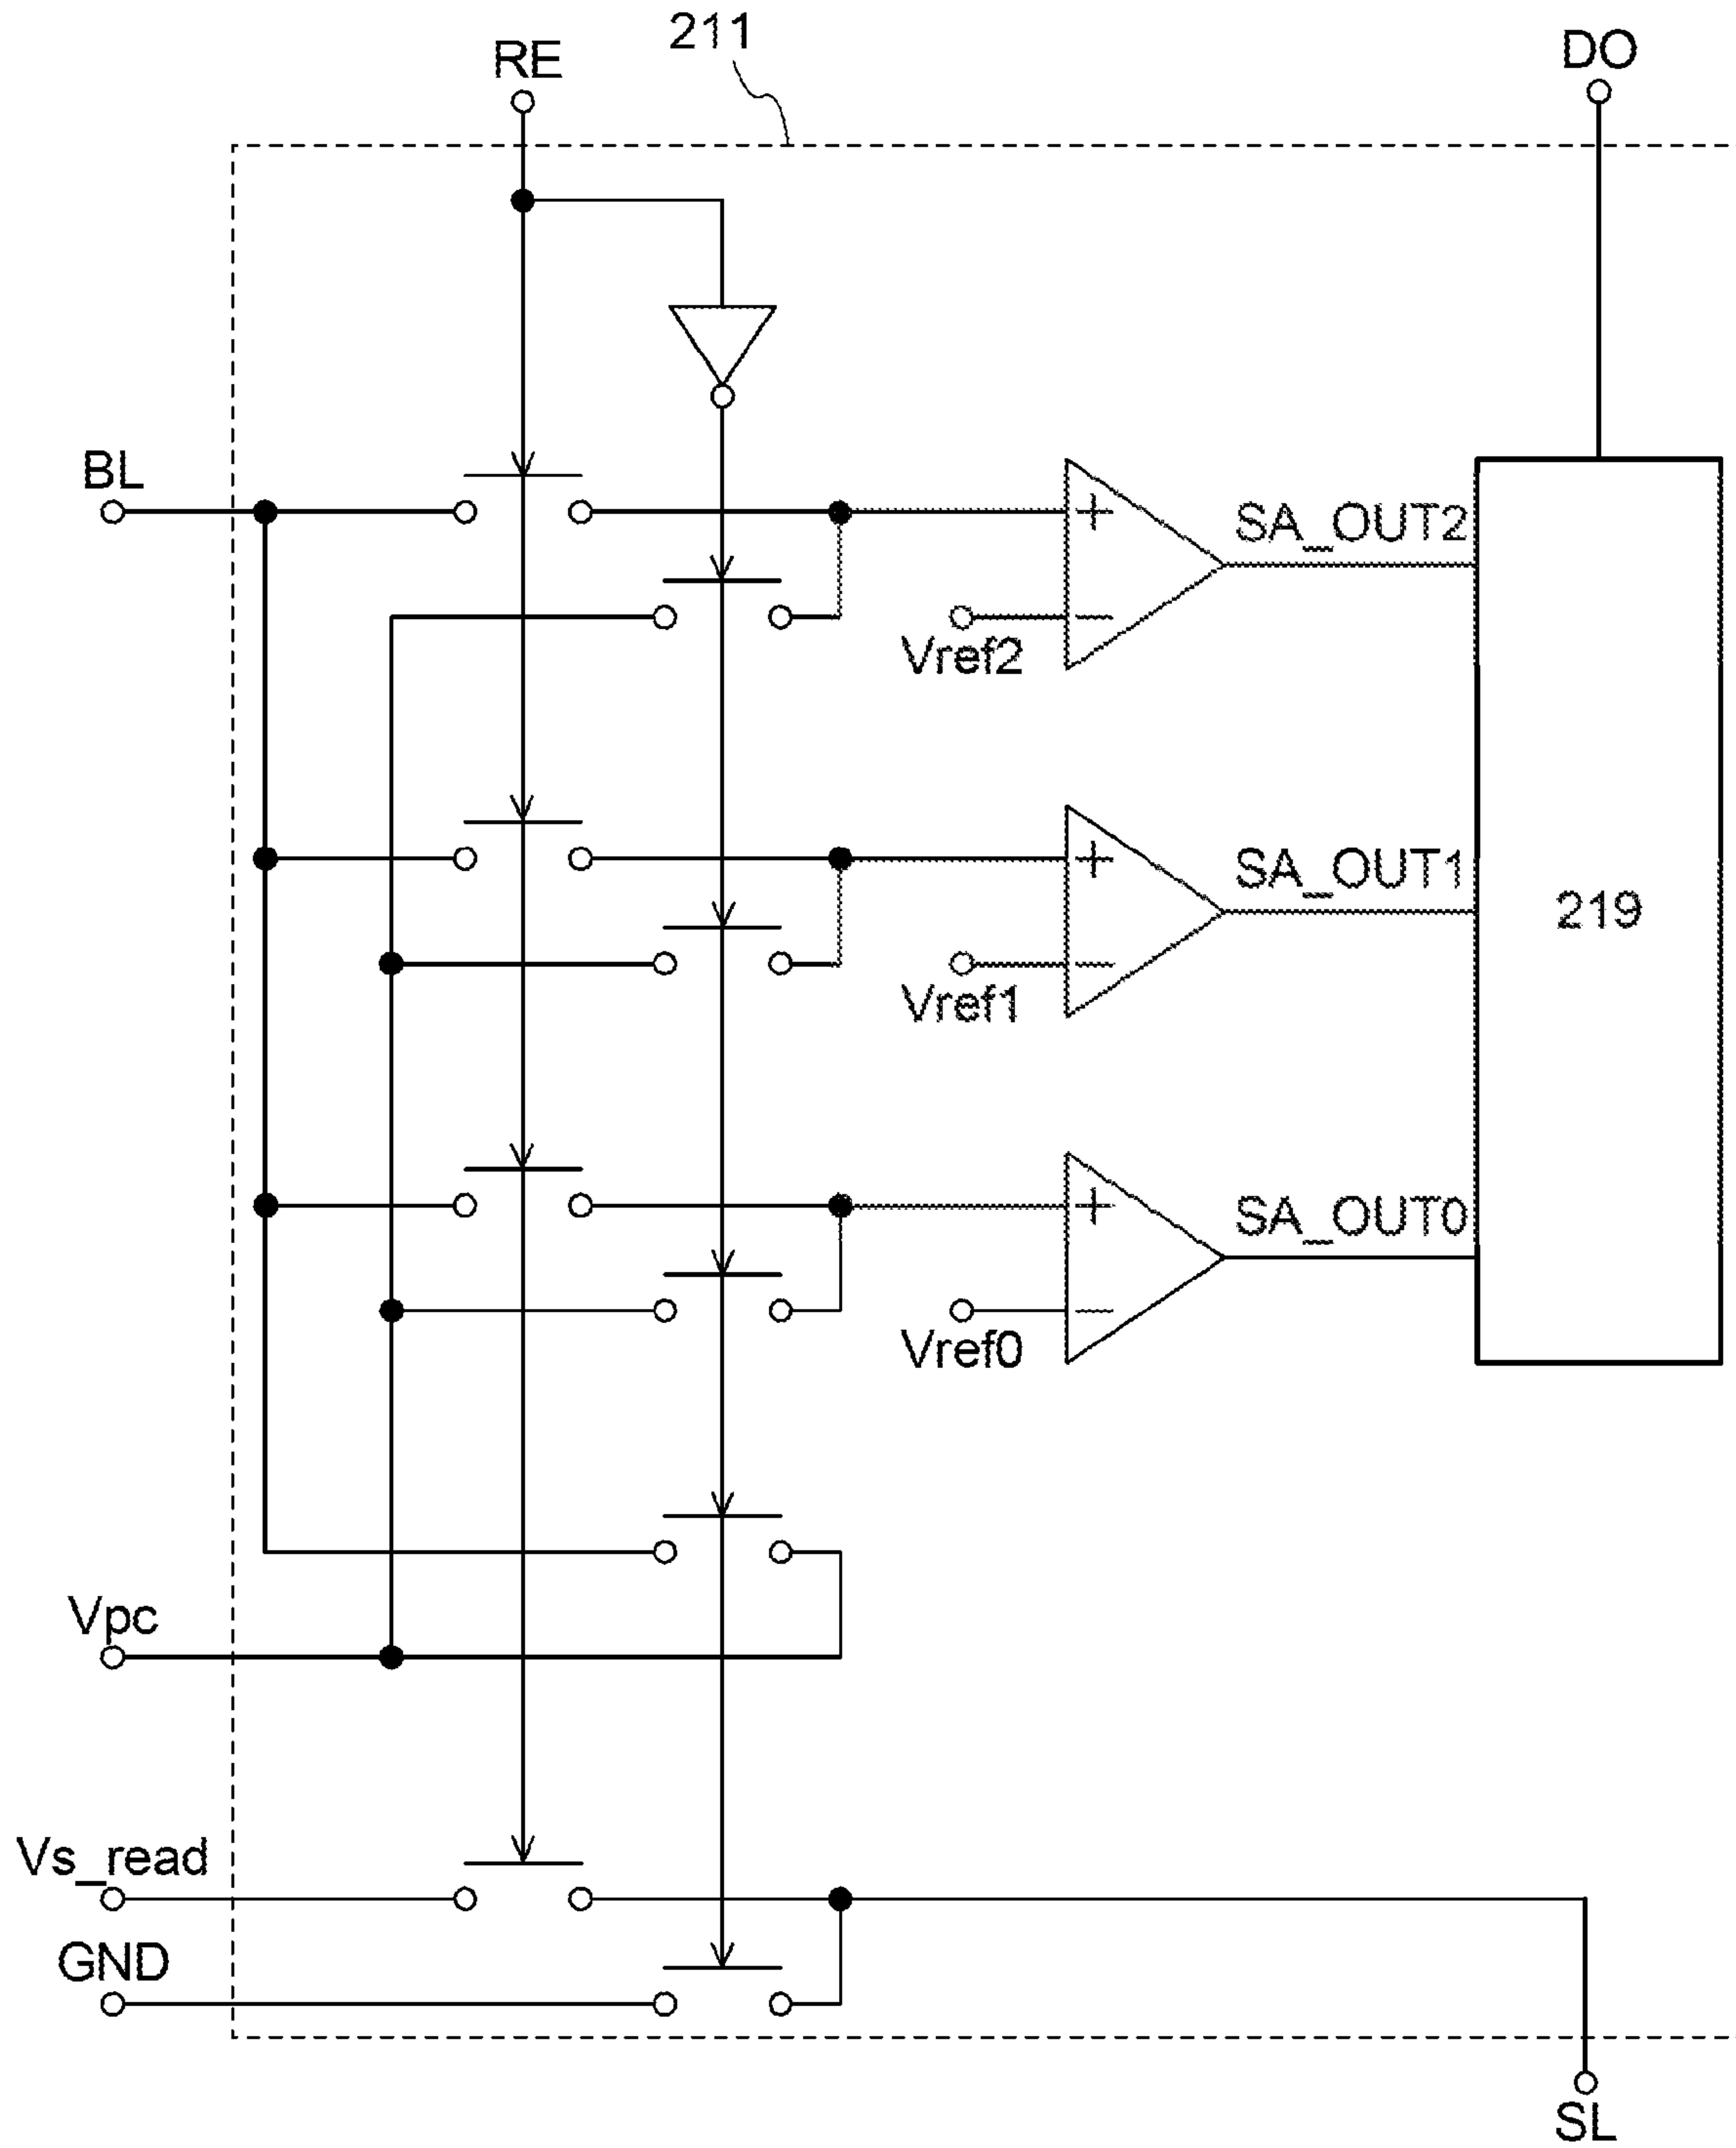 211
RE
DO
BL
SA_OUT2
+
−
Vref2
SA_OUT1
+
−
Vref1
219
SA_OUT0
+
−
Vref0
Vpc
Vs_read
GND
SL